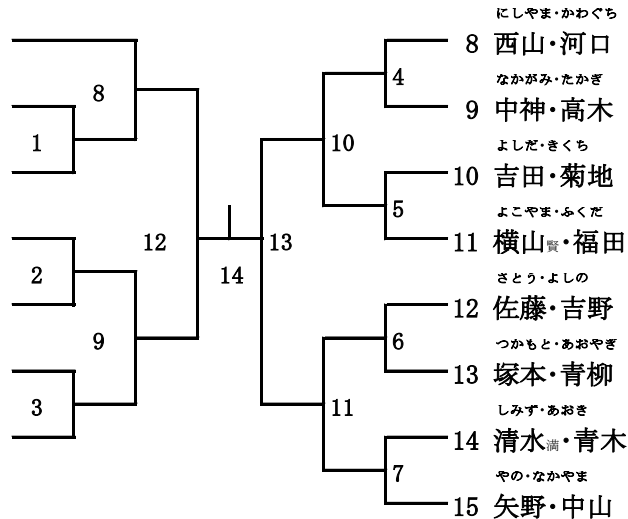 にしやま・かわぐち
8 西山・河口
8
4
なかがみ・たかぎ
9 中神・高木
1
10
よしだ・きくち
10 吉田・菊地
5
よこやま・ふくだ
12
13
11 横山賢・福田
2
14
さとう・よしの
12 佐藤・吉野
9
6
つかもと・あおやぎ
13 塚本・青柳
3
11
しみず・あおき
14 清水満・青木
7
やの・なかやま
15 矢野・中山